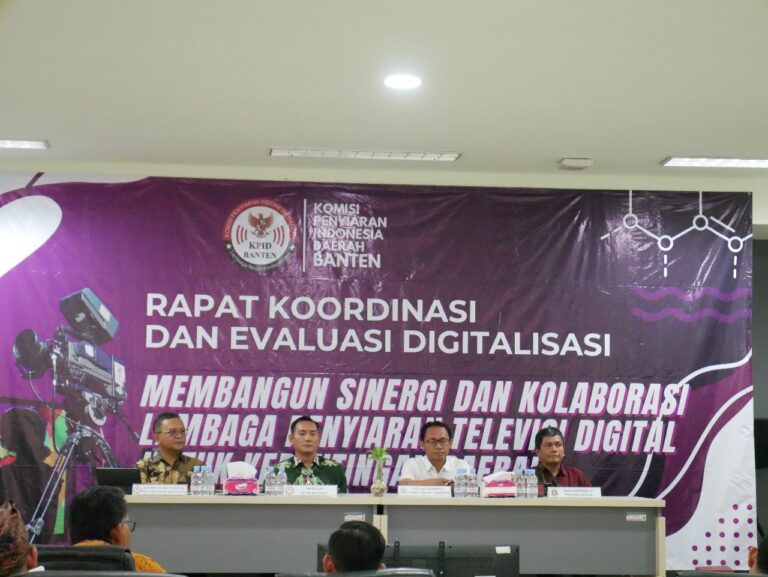 KPID
BANTEN
KOMISI
PENYIARAN
INDONESIA
DAERAH
BANTEN
RAPAT KOORDINASI
DAN EVALUASI DIGITALISASI
MEMBANGUN SINERGI DAN KOLABORASI
LEMBAGA PENYIARAN TELEVISI DIGITAL